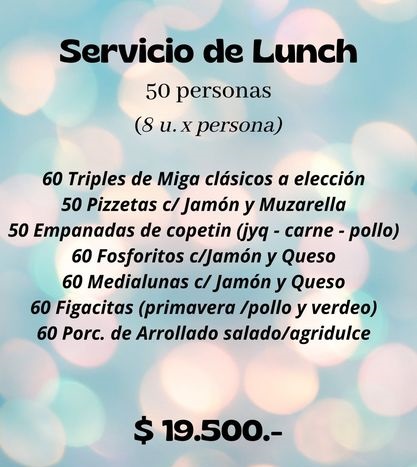 Servicio de Lunch
50 personas
(8 u. x persona)
60 Triples de Miga clásicos a elección
50 Pizzetas c/ Jamón y Muzarella
50 Empanadas de copetin (jyq - carne - pollo)
60 Fosforitos c/Jamón y Queso
60 Medialunas c/ Jamón y Queso
60 Figacitas (primavera /pollo y verdeo)
60 Porc. de Arrollado salado/agridulce
$ 19.500.-